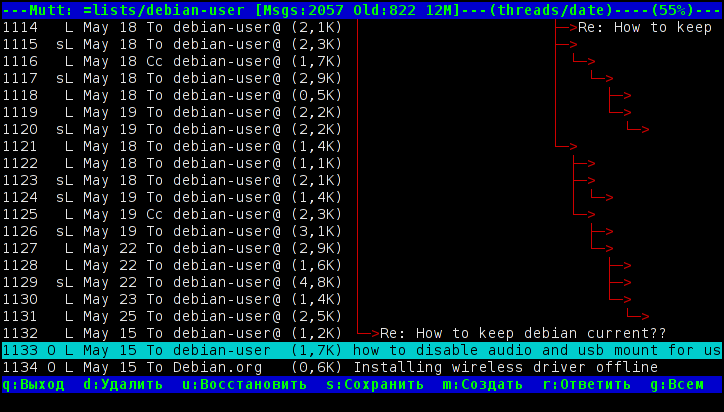 ---Mutt: =lists/debian-user [Msgs:2057 Old:822 12M]---(threads/date)----(55%)---
1114 L May 18 To debian-user@ (2,1K) Re: How to keep
1115 sL May 18 To debian-user@ (2,3K)
1116 L May 18 Cc debian-user@ (1,7K)
1117 sL May 18 To debian-user@ (2,9K)
1118 L May 18 To debian-user@ (0,5K)
1119 L May 19 To debian-user@ (2,2K)
1120 sL May 19 To debian-user@ (2,2K)
1121 L May 18 To debian-user@ (1,4K)
1122 L May 18 To debian-user@ (1,1K)
1123 sL May 18 To debian-user@ (2,1K)
1124 sL May 19 To debian-user@ (1,4K)
1125 L May 19 Cc debian-user@ (2,3K)
1126 sL May 19 To debian-user@ (3,1K)
1127 L May 22 To debian-user@ (2,9K)
1128 L May 22 To debian-user@ (1,6K)
1129 sL May 22 To debian-user@ (4,8K)
1130 L May 23 To debian-user@ (1,4K)
1131 L May 25 To debian-user@ (2,5K)
1132 L May 15 To debian-user@ (1,2K) Re: How to keep debian current??
1133 O L May 15 To debian-user (1,7K) how to disable audio and usb mount for us
1134 O L May 15 To Debian.org (0,6K) Installing wireless driver offline
q:Выход d:Удалить u:Восстановить s:Сохранить m:Создать r:Ответить g:Всем